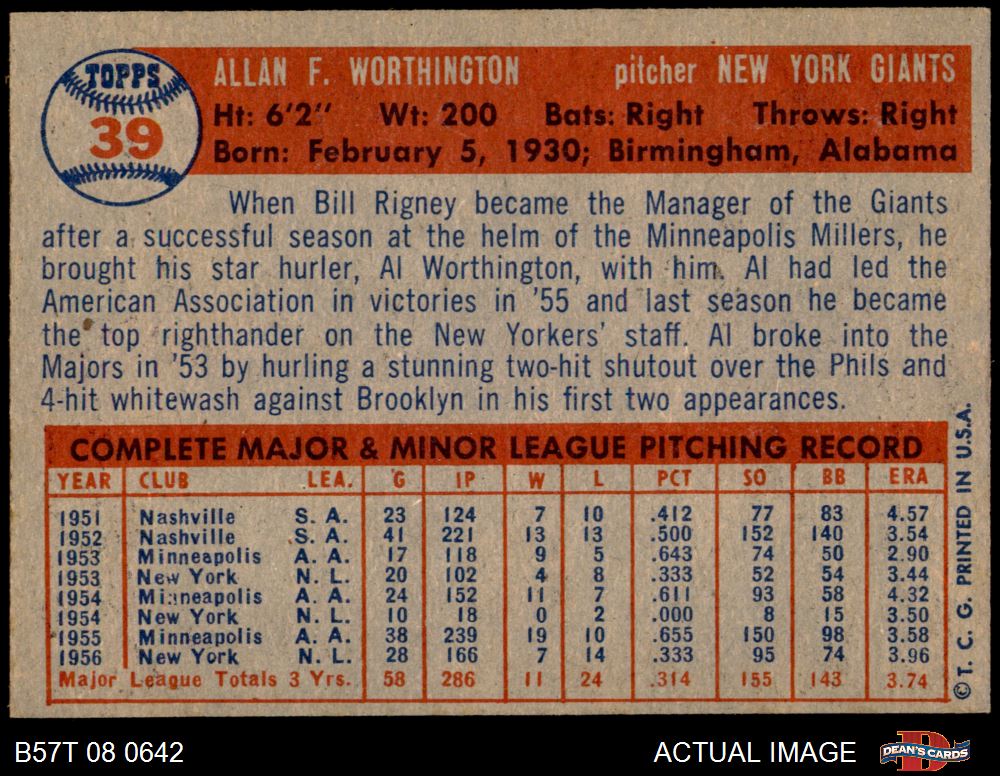 TOPPS
39
ALLAN F. WORTHINGTON pitcher NEW YORK GIANTS
Ht: 6'2" Wt: 200 Bats: Right Throws: Right
Born: February 5, 1930; Birmingham, Alabama
When Bill Rigney became the Manager of the Giants
after a successful season at the helm of the Minneapolis Millers, he
brought his star hurler, Al Worthington, with him. Al had led the
American Association in victories in '55 and last season he became
the top righthander on the New Yorkers' staff. Al broke into the
Majors in '53 by hurling a stunning two-hit shutout over the Phils and
4-hit whitewash against Brooklyn in his first two appearances.
COMPLETE MAJOR & MINOR LEAGUE PITCHING RECORD
YEAR CLUB LEA. G IP W L PCT SO BB ERA
1951 Nashville S. A. 23 124 7 10 .412 77 83 4.57
1952 Nashville S. A. 41 221 13 13 .500 152 140 3.54
1953 Minneapolis A. A. 17 118 9 5 .643 74 50 2.90
1953 New York N. L. 20 102 4 8 .333 52 54 3.44
1954 Minneapolis A. A. 24 152 11 7 .611 93 58 4.32
1954 New York N. L. 10 18 0 2 .000 8 15 3.50
1955 Minneapolis A. A. 38 239 19 10 .655 150 98 3.58
1956 New York N. L. 28 166 7 14 .333 95 74 3.96
Major League Totals 3 Yrs. 58 286 11 24 .314 155 143 3.74
© T. C. G. PRINTED IN U.S.A.
B57T 08 0642 ACTUAL IMAGE DEAN'S CARDS